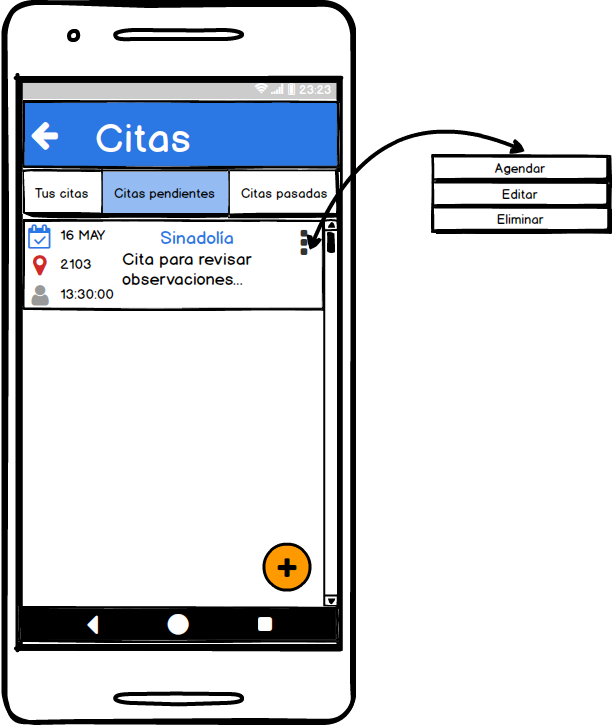 23:23
Citas
Tus citas
Citas pendientes
Citas pasadas
16 MAY
Sinadolía
2103
Cita para revisar
observaciones...
13:30:00
Agendar
Editar
Eliminar